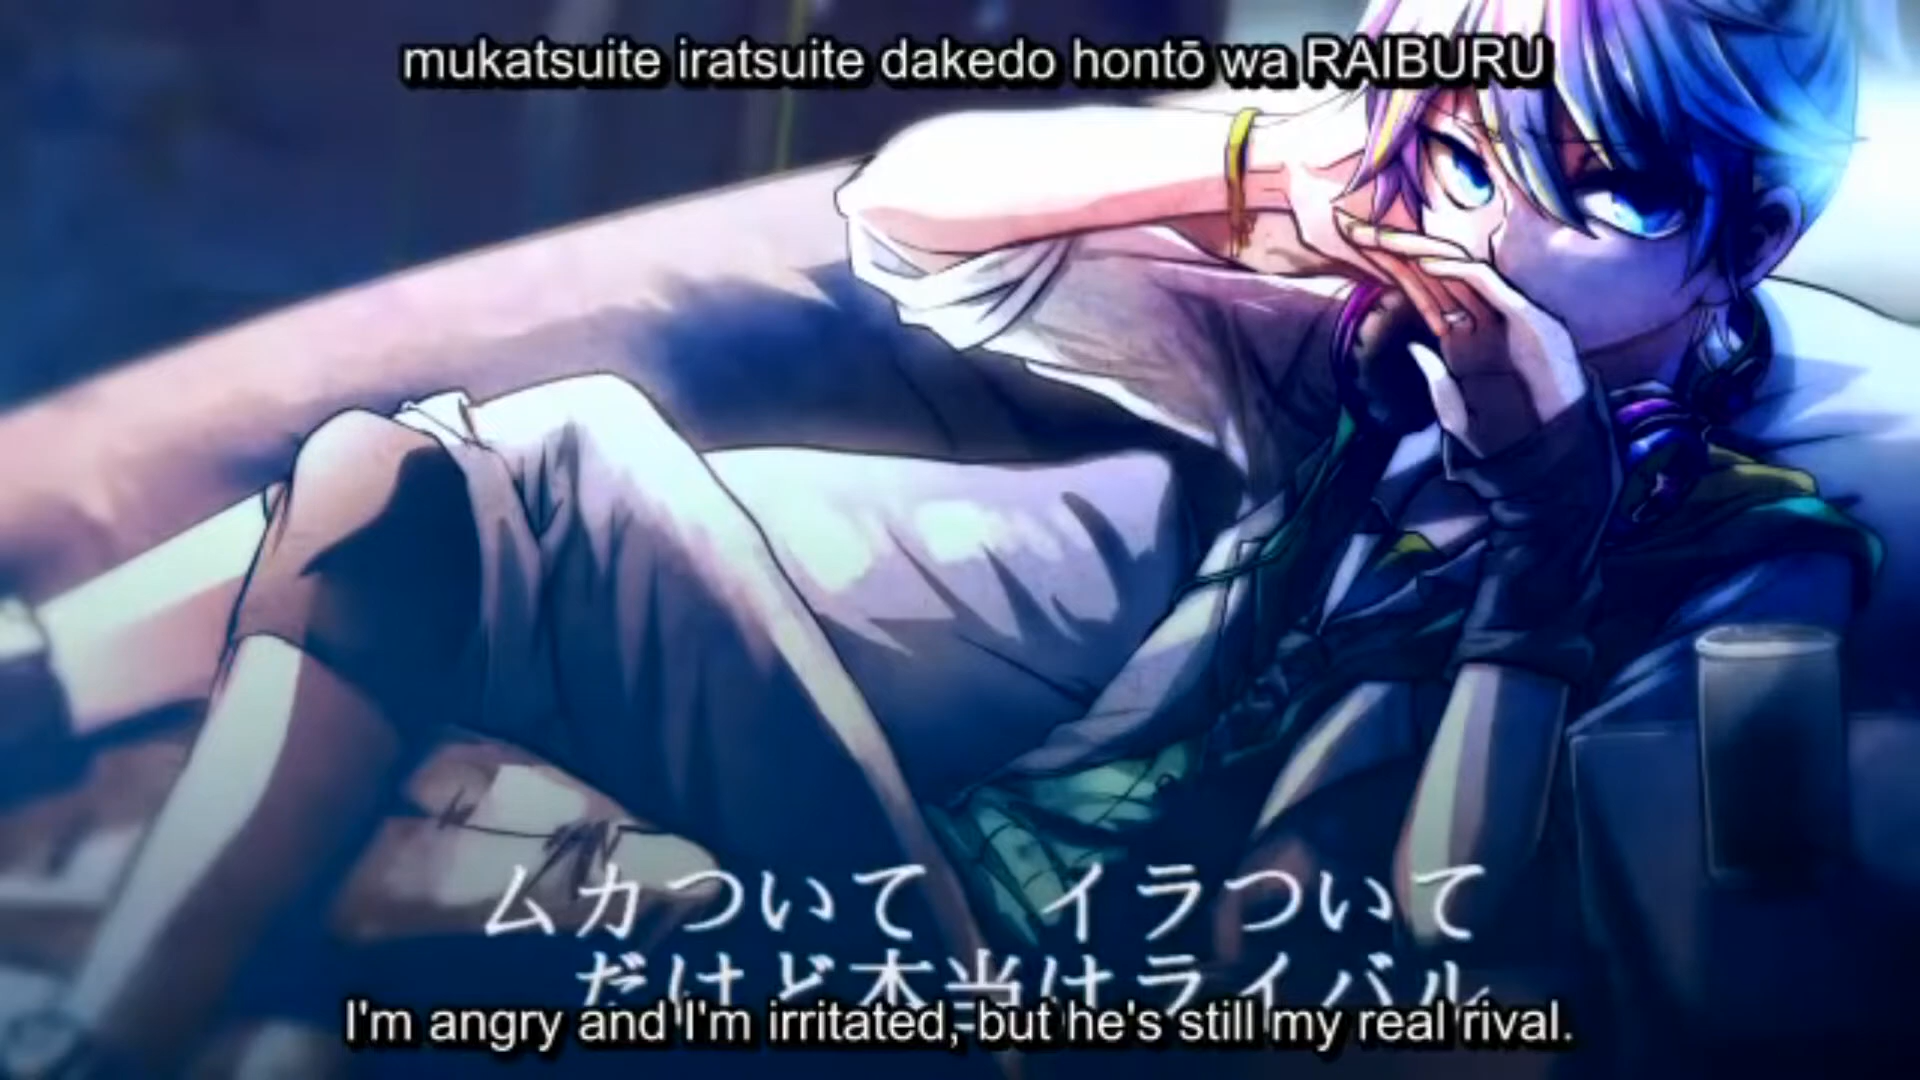 mukatsuite iratsuite dakedo hontō wa RAIBURU
ムカついて　イラついて
だけど本当はライバル
I'm angry and I'm irritated, but he's still my real rival.